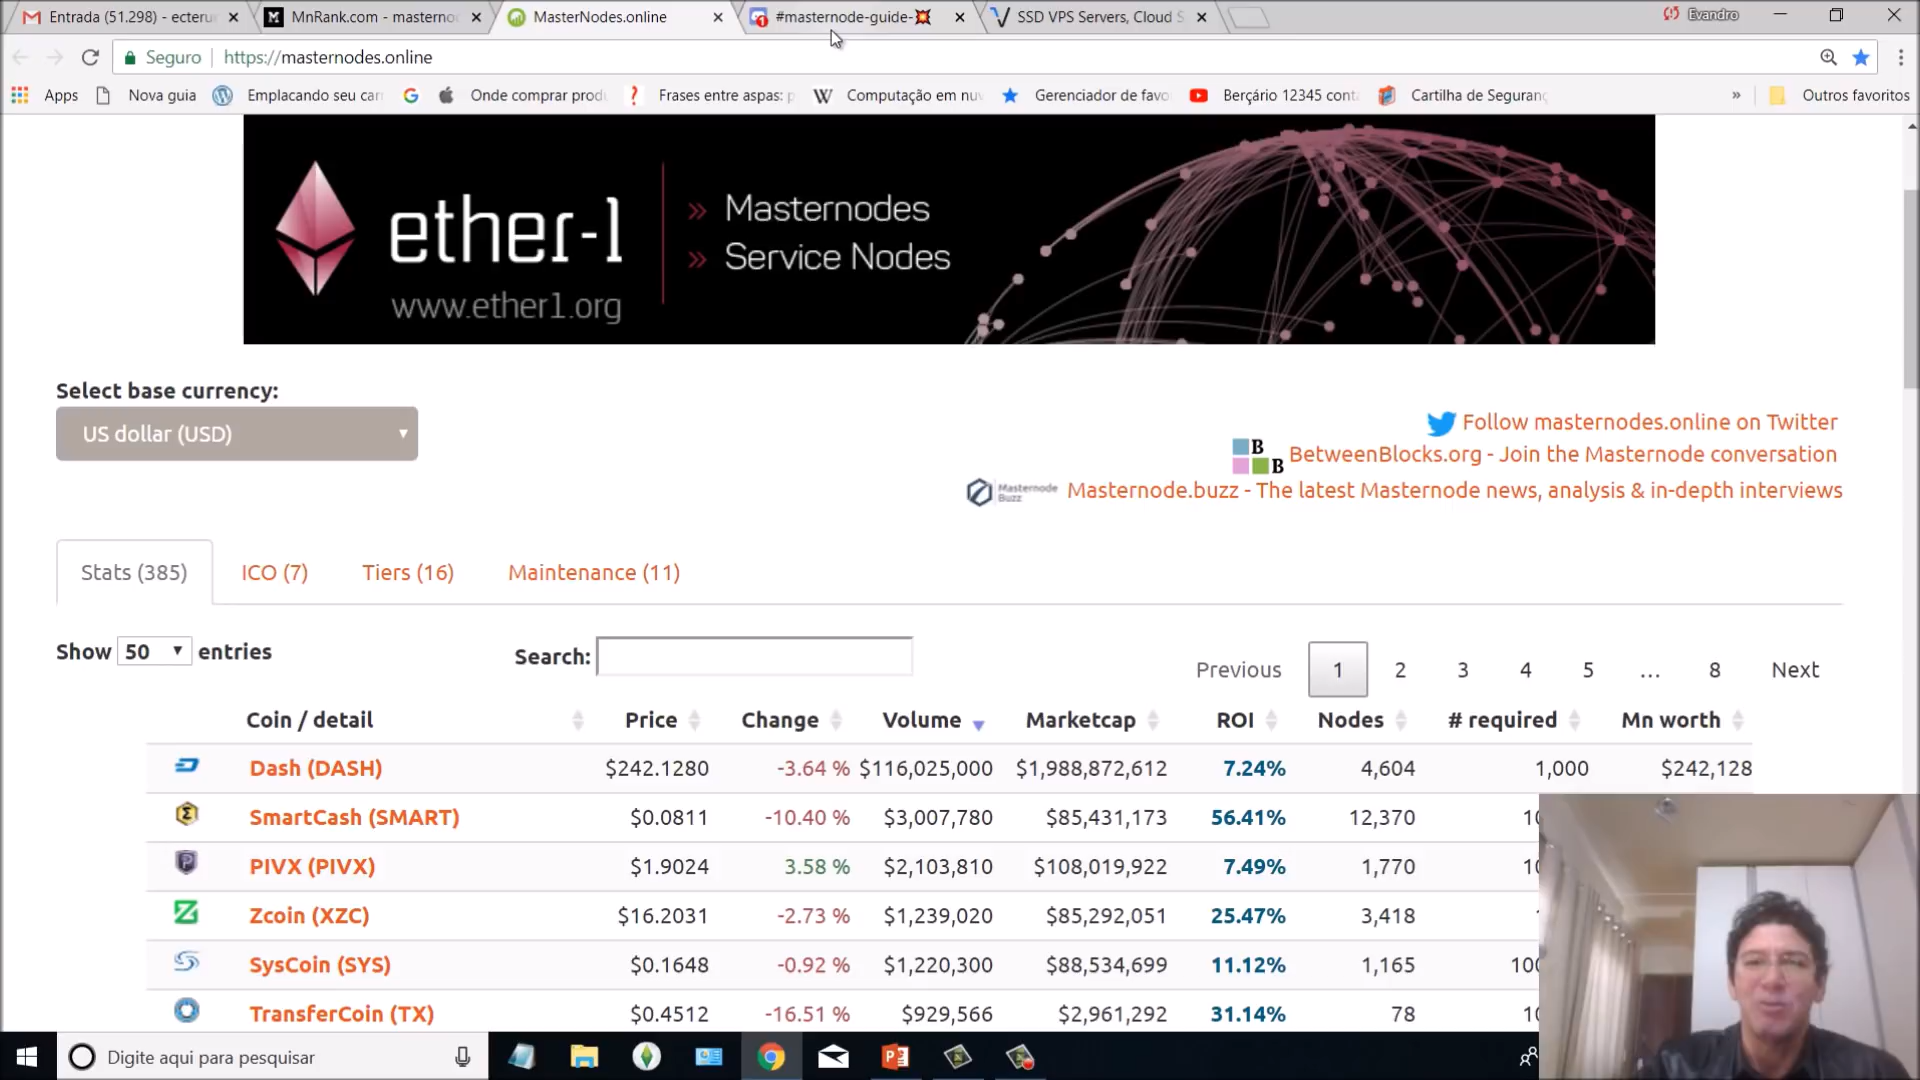 Entrada (51.298) - ecteru
MnRank.com - masterno
MasterNodes.online
#masternode-guide-
SSD VPS Servers, Cloud S
Evandro
Seguro
https://masternodes.online
Apps
Nova guia
Emplacando seu car
Onde comprar prod
Frases entre aspas: p
Computação em nuv
Gerenciador de favo
Berçário 12345 conta
Cartilha de Seguranç
»
Outros favoritos
ether-1
www.ether1.org
» Masternodes
» Service Nodes
Select base currency:
US dollar (USD)
Follow masternodes.online on Twitter
B B
BetweenBlocks.org - Join the Masternode conversation
Masternode Buzz
Masternode.buzz - The latest Masternode news, analysis & in-depth interviews
Stats (385) ICO (7) Tiers (16) Maintenance (11)
Show 50 entries
Search:
Previous 1 2 3 4 5 ... 8 Next
Coin / detail Price Change Volume Marketcap ROI Nodes # required Mn worth
Dash (DASH) $242.1280 -3.64 % $116,025,000 $1,988,872,612 7.24% 4,604 1,000 $242,128
SmartCash (SMART) $0.0811 -10.40 % $3,007,780 $85,431,173 56.41% 12,370 10
PIVX (PIVX) $1.9024 3.58 % $2,103,810 $108,019,922 7.49% 1,770 10
Zcoin (XZC) $16.2031 -2.73 % $1,239,020 $85,292,051 25.47% 3,418
SysCoin (SYS) $0.1648 -0.92 % $1,220,300 $88,534,699 11.12% 1,165 100
TransferCoin (TX) $0.4512 -16.51 % $929,566 $2,961,292 31.14% 78 10
Digite aqui para pesquisar